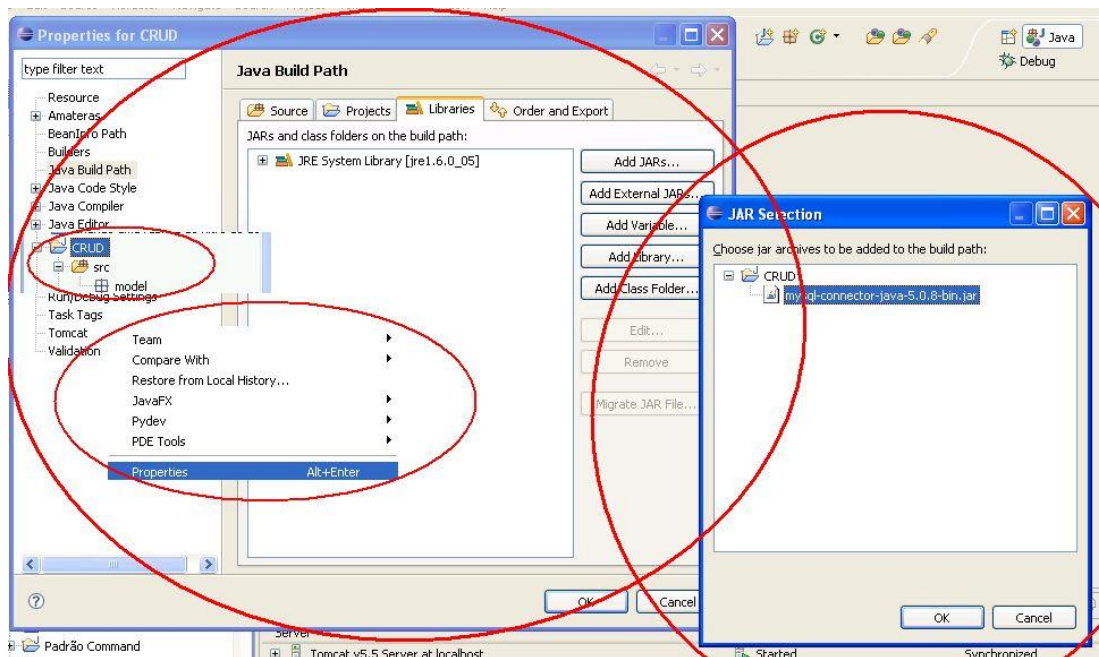 Properties for CRUD
Java
Debug
type filter text
Java Build Path
Resource
Amateras
BeanInfo Path
Builders
Java Build Path
Java Code Style
Java Compiler
Java Editor
CRUD
src
model
Run/Debug Settings
Task Tags
Tomcat
Validation
Source
Projects
Libraries
Order and Export
JARs and class folders on the build path:
JRE System Library [jre1.6.0_05]
Add JARs...
Add External JARs...
Add Variable...
Add Library...
Add Class Folder...
Edit...
Remove
Migrate JAR File...
Team
Compare With
Restore from Local History...
JavaFX
Pydev
PDE Tools
Properties Alt+Enter
OK
Cancel
JAR Selection
Choose jar archives to be added to the build path:
CRUD
mysql-connector-java-5.0.8-bin.jar
OK
Cancel
Padrão Command
Server
Tomcat v5.5 Server at localhost
Started
Synchronized